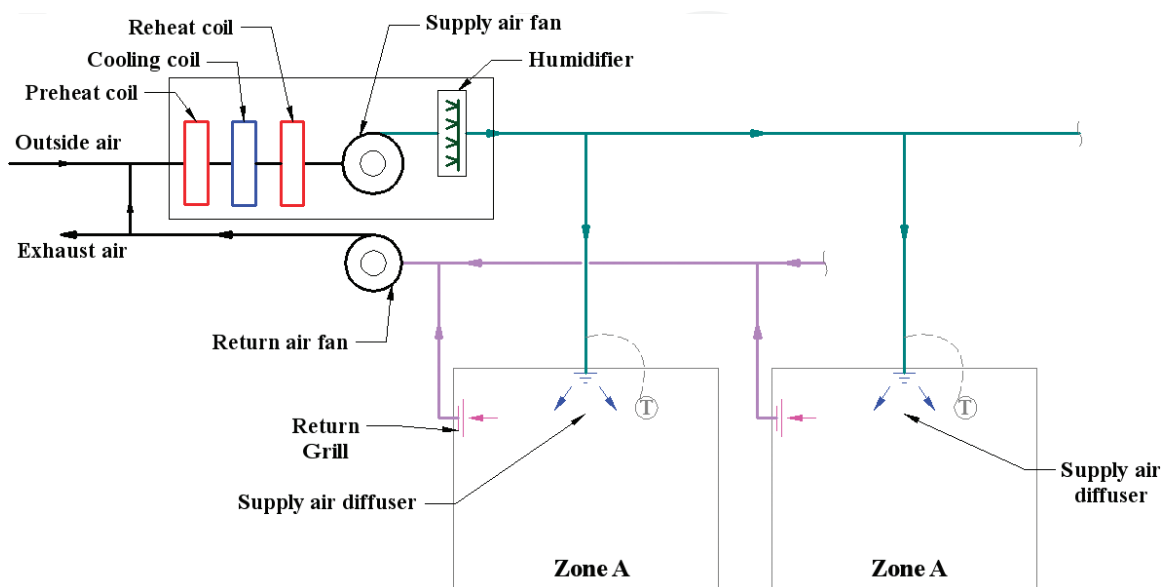 Reheat coil
Supply air fan
Cooling coil
Humidifier
Preheat coil
Outside air
Exhaust air
Return air fan
T
T
Return
Grill
Supply air diffuser
Supply air
diffuser
Zone A
Zone A